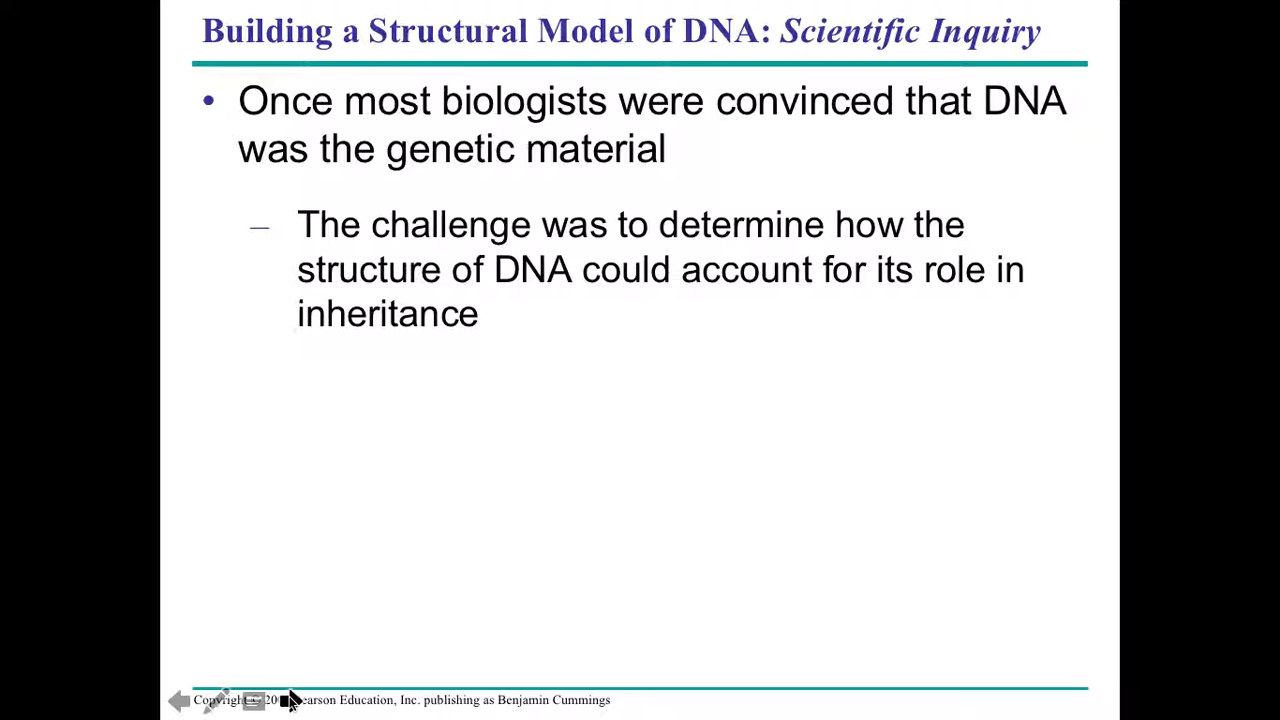 Building a Structural Model of DNA: Scientific Inquiry
• Once most biologists were convinced that DNA
was the genetic material
– The challenge was to determine how the
structure of DNA could account for its role in
inheritance
Copyright © Education, Inc. publishing as Benjamin Cummings